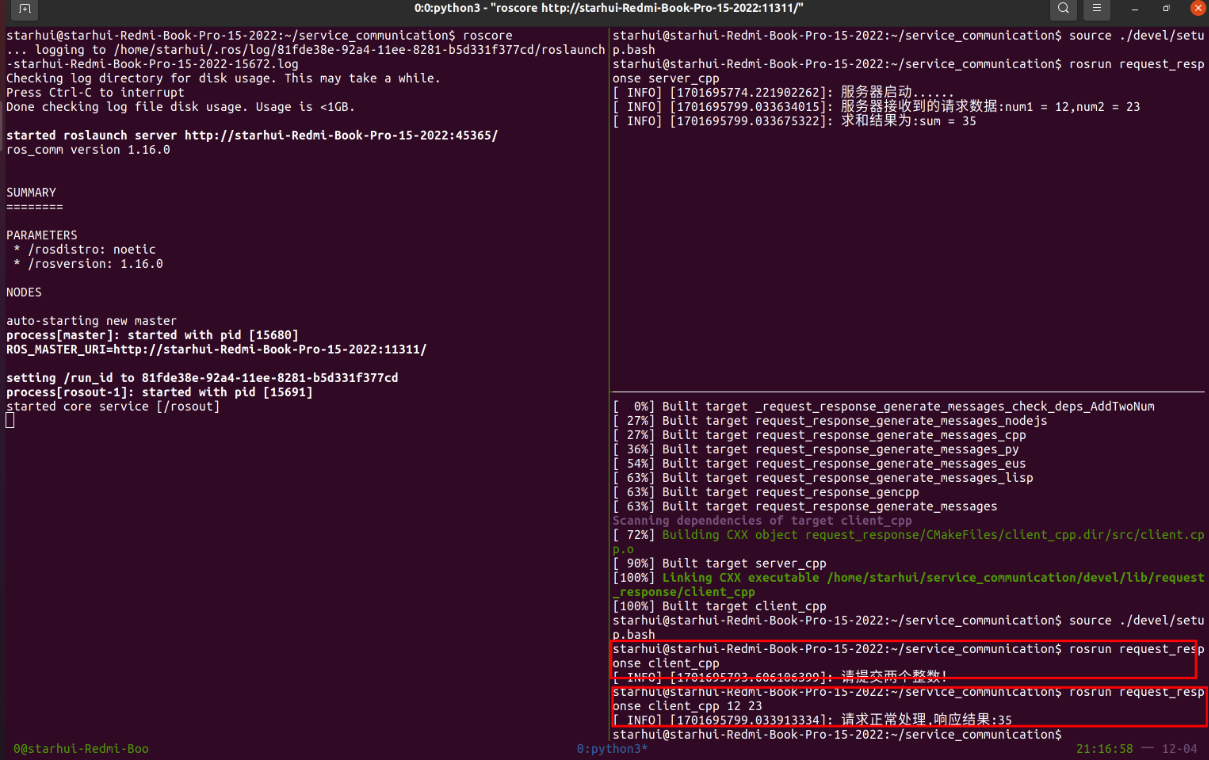 0:0:python3 - "roscore http://starhui-Redmi-Book-Pro-15-2022:11311/"
starhui@starhui-Redmi-Book-Pro-15-2022:~/service_communication$ roscore
... logging to /home/starhui/.ros/log/81fde38e-92a4-11ee-8281-b5d331f377cd/roslaunch
-starhui-Redmi-Book-Pro-15-2022-15672.log
Checking log directory for disk usage. This may take a while.
Press Ctrl-C to interrupt
Done checking log file disk usage. Usage is <1GB.
started roslaunch server http://starhui-Redmi-Book-Pro-15-2022:45365/
ros_comm version 1.16.0
SUMMARY
========
PARAMETERS
* /rosdistro: noetic
* /rosversion: 1.16.0
NODES
auto-starting new master
process[master]: started with pid [15680]
ROS_MASTER_URI=http://starhui-Redmi-Book-Pro-15-2022:11311/
setting /run_id to 81fde38e-92a4-11ee-8281-b5d331f377cd
process[rosout-1]: started with pid [15691]
started core service [/rosout]
starhui@starhui-Redmi-Book-Pro-15-2022:~/service_communication$ source ./devel/setu
p.bash
starhui@starhui-Redmi-Book-Pro-15-2022:~/service_communication$ rosrun request_resp
onse server_cpp
[ INFO] [1701695774.221902262]: 服务器启动......
[ INFO] [1701695799.033634015]: 服务器接收到的请求数据:num1 = 12,num2 = 23
[ INFO] [1701695799.033675322]: 求和结果为:sum = 35
[  0%] Built target _request_response_generate_messages_check_deps_AddTwoNum
[ 27%] Built target request_response_generate_messages_nodejs
[ 27%] Built target request_response_generate_messages_cpp
[ 36%] Built target request_response_generate_messages_py
[ 54%] Built target request_response_generate_messages_eus
[ 63%] Built target request_response_generate_messages_lisp
[ 63%] Built target request_response_gencpp
[ 63%] Built target request_response_generate_messages
Scanning dependencies of target client_cpp
[ 72%] Building CXX object request_response/CMakeFiles/client_cpp.dir/src/client.cp
p.o
[ 90%] Built target server_cpp
[100%] Linking CXX executable /home/starhui/service_communication/devel/lib/request
_response/client_cpp
[100%] Built target client_cpp
starhui@starhui-Redmi-Book-Pro-15-2022:~/service_communication$ source ./devel/setu
p.bash
starhui@starhui-Redmi-Book-Pro-15-2022:~/service_communication$ rosrun request_resp
onse client_cpp
[ INFO] [1701695793.606106399]: 请提交两个整数!
starhui@starhui-Redmi-Book-Pro-15-2022:~/service_communication$ rosrun request_resp
onse client_cpp 12 23
[ INFO] [1701695799.033913334]: 请求正常处理,响应结果:35
starhui@starhui-Redmi-Book-Pro-15-2022:~/service_communication$
0@starhui-Redmi-Boo 0:python3* 21:16:58 — 12-04